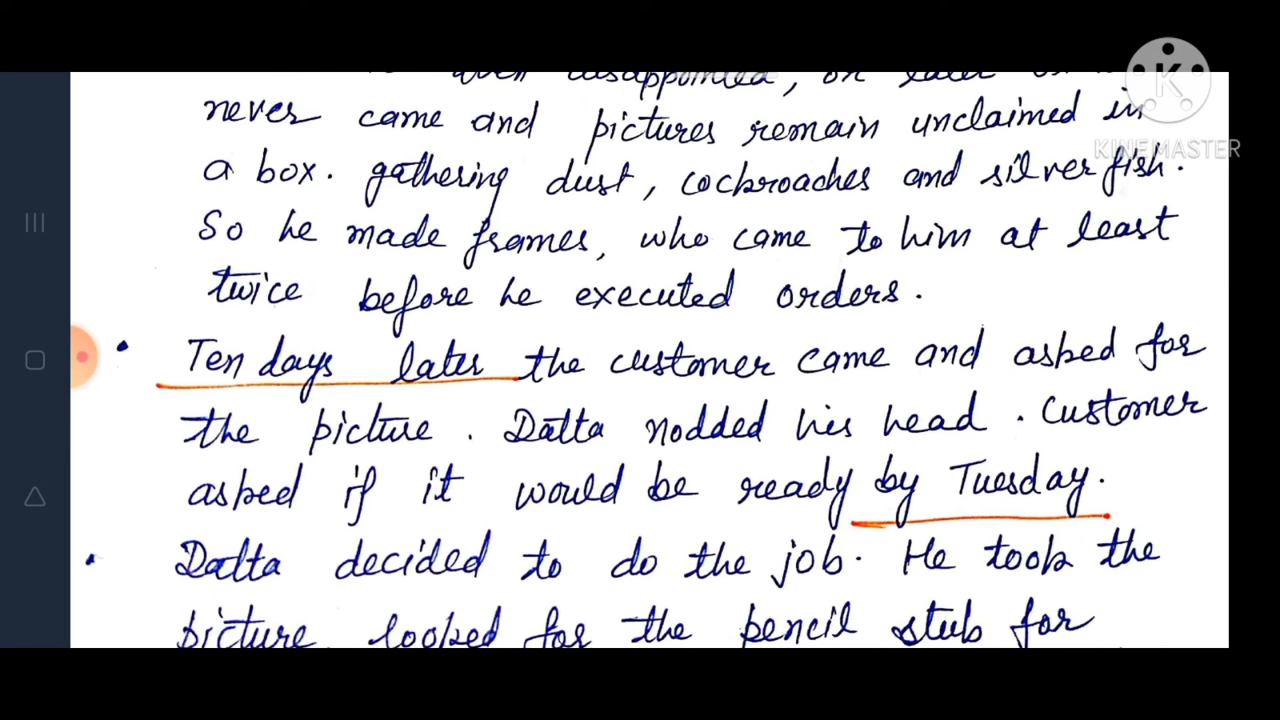 disappointed, or later
never came and pictures remain unclaimed in
a box. gathering dust, cockroaches and silver fish.
So he made frames, who came to him at least
twice before he executed orders.
• Ten days later the customer came and asked for
the picture. Datta nodded his head. Customer
asked if it would be ready by Tuesday.
• Datta decided to do the job. He took the
picture looked for the pencil stub for
KINEMASTER